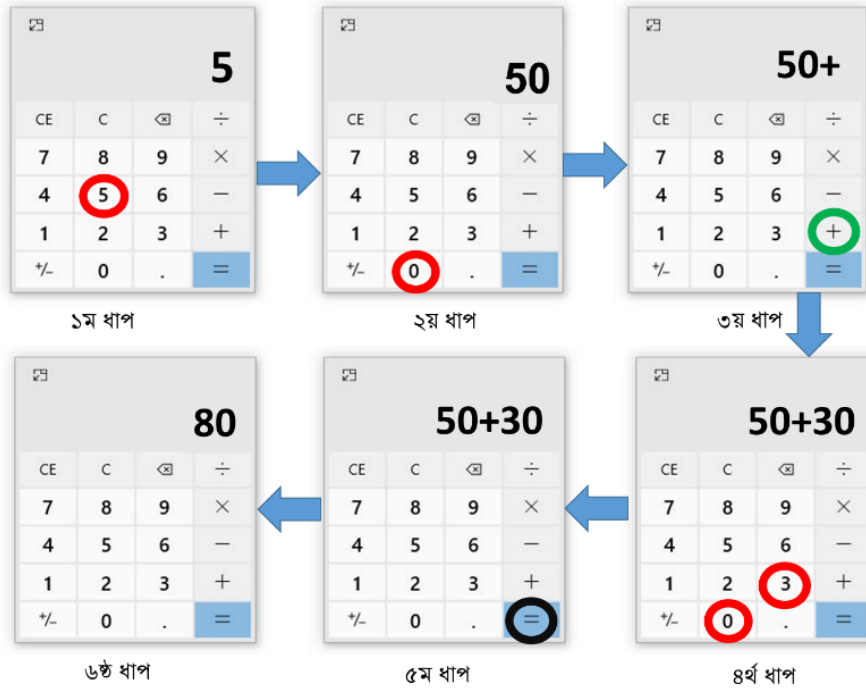 5
CE C ⌫ ÷
7 8 9 ×
4 5 6 −
1 2 3 +
+/− 0 . =
১ম ধাপ
50
CE C ⌫ ÷
7 8 9 ×
4 5 6 −
1 2 3 +
+/− 0 . =
২য় ধাপ
50+
CE C ⌫ ÷
7 8 9 ×
4 5 6 −
1 2 3 +
+/− 0 . =
৩য় ধাপ
50+30
CE C ⌫ ÷
7 8 9 ×
4 5 6 −
1 2 3 +
+/− 0 . =
৪র্থ ধাপ
50+30
CE C ⌫ ÷
7 8 9 ×
4 5 6 −
1 2 3 +
+/− 0 . =
৫ম ধাপ
80
CE C ⌫ ÷
7 8 9 ×
4 5 6 −
1 2 3 +
+/− 0 . =
৬ষ্ঠ ধাপ